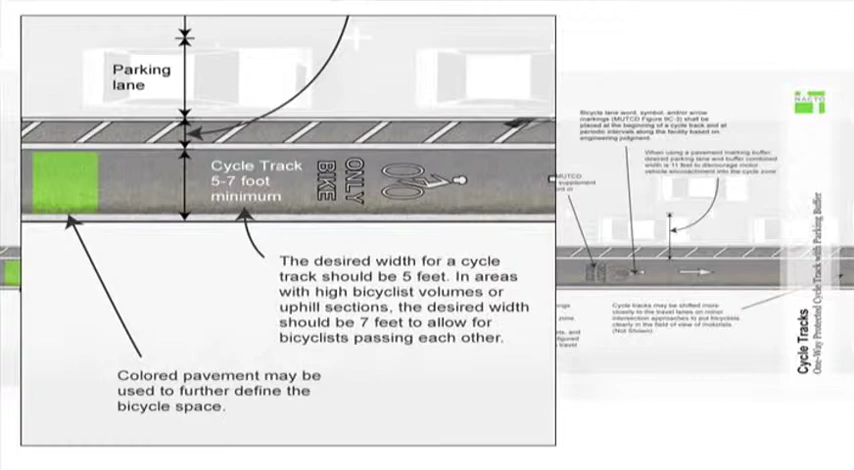 Parking
lane
Cycle Track
5-7 foot
minimum
ONLY
BIKE
The desired width for a cycle
track should be 5 feet. In areas
with high bicyclist volumes or
uphill sections, the desired width
should be 7 feet to allow for
bicyclists passing each other.
Colored pavement may be
used to further define the
bicycle space.
Bicycle lane word, symbol, and/or arrow
markings (MUTCD Figure 9C-3) shall be
placed at the beginning of a cycle track and at
periodic intervals along the facility based on
engineering judgment.
When using a pavement marking buffer,
desired parking lane and buffer combined
width is 11 feet to discourage motor
vehicle encroachment into the cycle zone
MUTCD
supplement
Cycle tracks may be shifted more
closely to the travel lanes on minor
intersection approaches to put bicyclists
clearly in the field of view of motorists
(Not Shown)
NACTO
Cycle Tracks
One-Way Protected Cycle Track with Parking Buffer